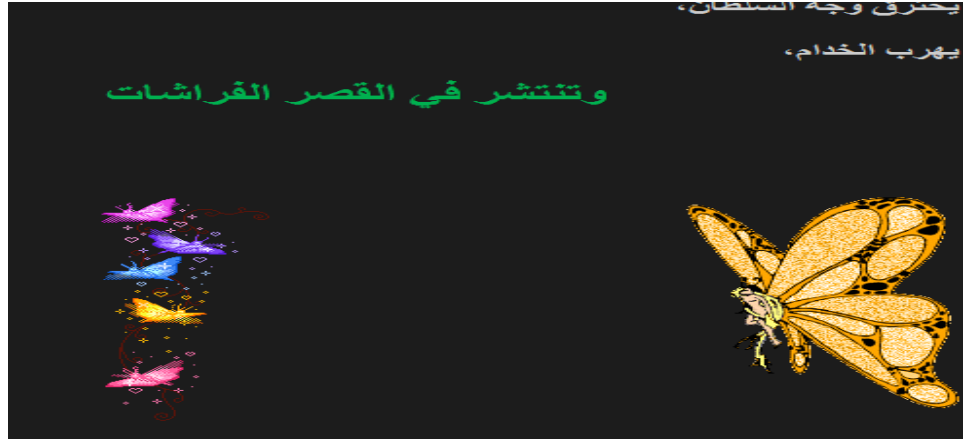 يحترق وجه السلطان،
يهرب الخدام،
وتنتشر في القصر الفراشات